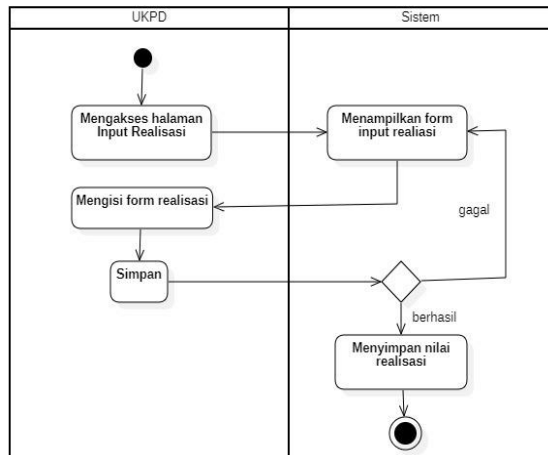 UKPD
Sistem
Mengakses halaman
Input Realisasi
Menampilkan form
input realiasi
Mengisi form realisasi
gagal
Simpan
berhasil
Menyimpan nilai
realisasi